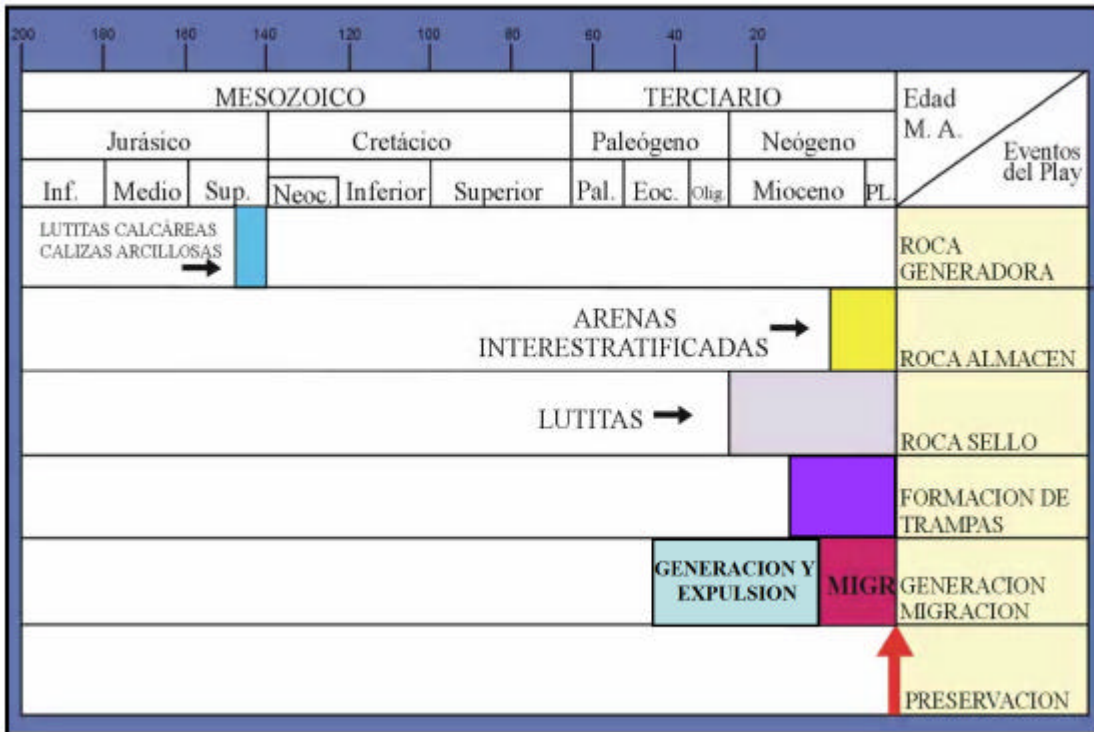 200 180 160 140 120 100 80 60 40 20
MESOZOICO TERCIARIO Edad
M. A.
Eventos
del Play
Jurásico Cretácico Paleógeno Neógeno
Inf. Medio Sup. Neoc. Inferior Superior Pal. Eoc. Olig. Mioceno PL.
LUTITAS CALCÁREAS
CALIZAS ARCILLOSAS
ROCA
GENERADORA
ARENAS
INTERESTRATIFICADAS
ROCA ALMACEN
LUTITAS
ROCA SELLO
FORMACION DE
TRAMPAS
GENERACION Y
EXPULSION
MIGR
GENERACION
MIGRACION
PRESERVACION